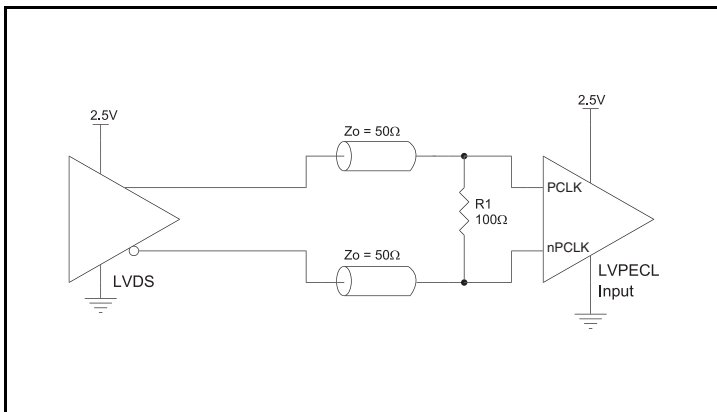 2.5V
2.5V
Zo = 50Ω
PCLK
R1
100Ω
nPCLK
Zo = 50Ω
LVDS
LVPECL
Input